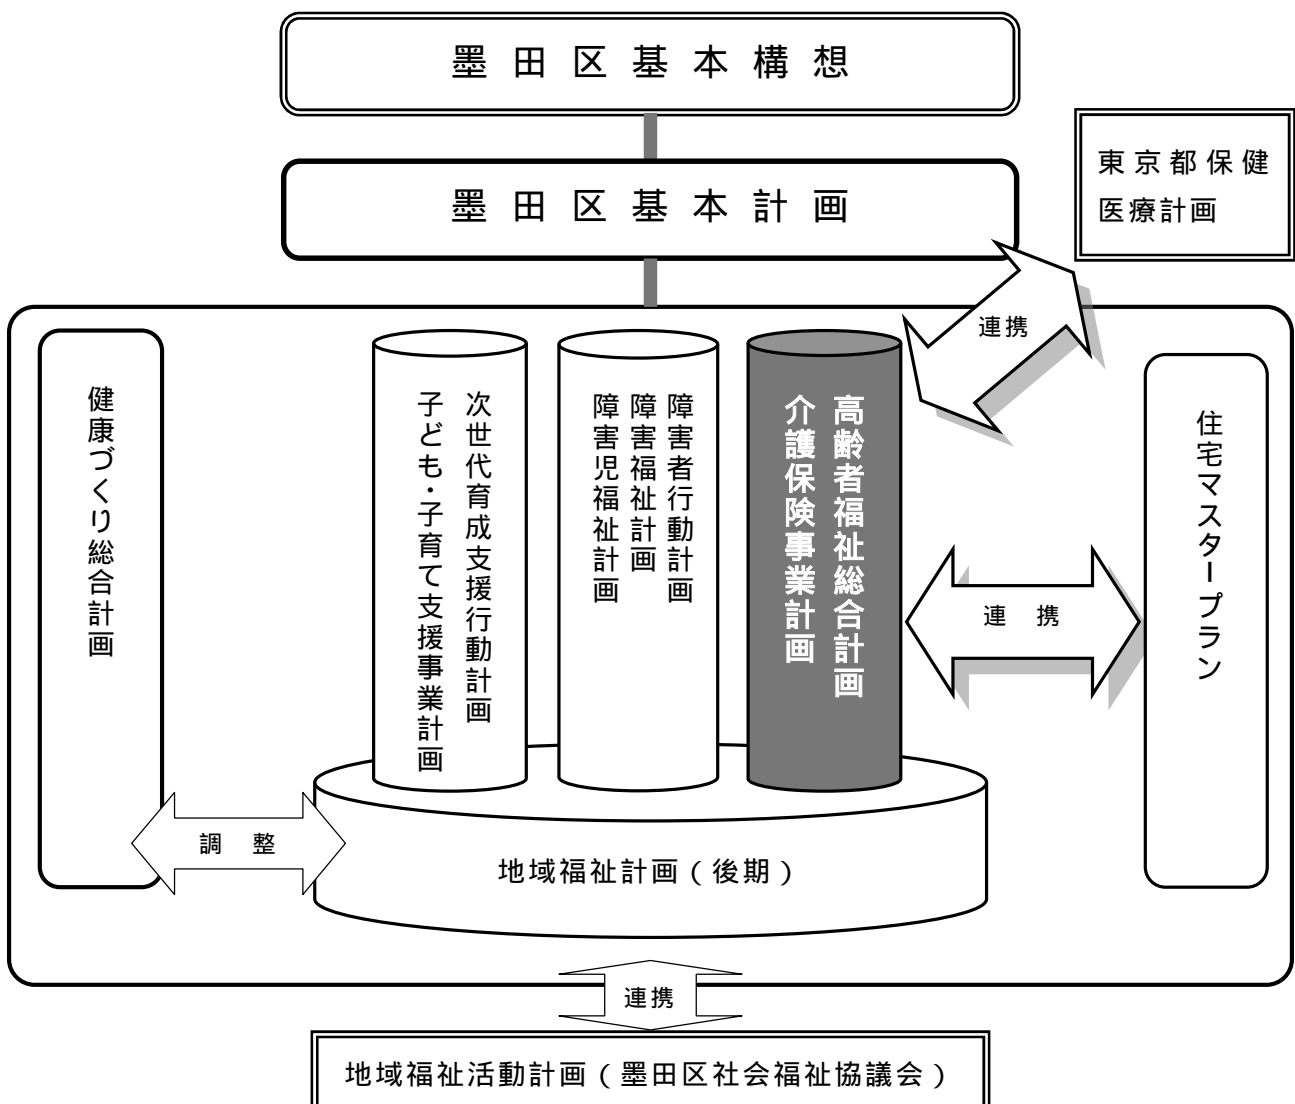 墨田区基本構想
墨田区基本計画
東京都保健
医療計画
連携
健康づくり総合計画
次世代育成支援行動計画
子ども・子育て支援事業計画
障害者行動計画
障害福祉計画
障害児福祉計画
高齢者福祉総合計画
介護保険事業計画
連携
住宅マスタープラン
調整
地域福祉計画（後期）
連携
地域福祉活動計画（墨田区社会福祉協議会）